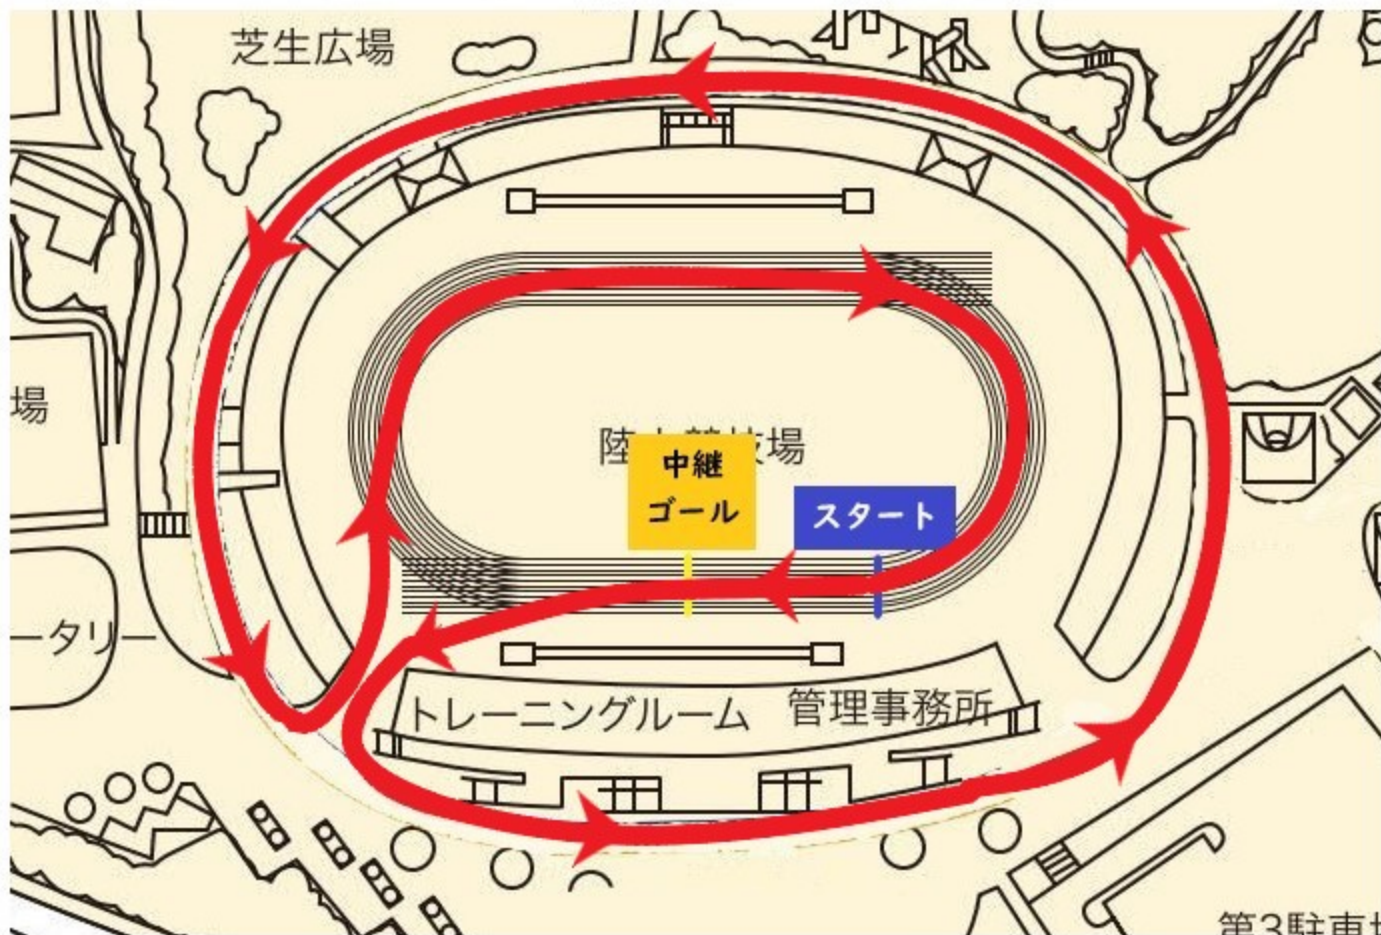 芝生広場
場
陸上競技場
中継
ゴール
スタート
ータリー
トレーニングルーム
管理事務所
第3駐車場